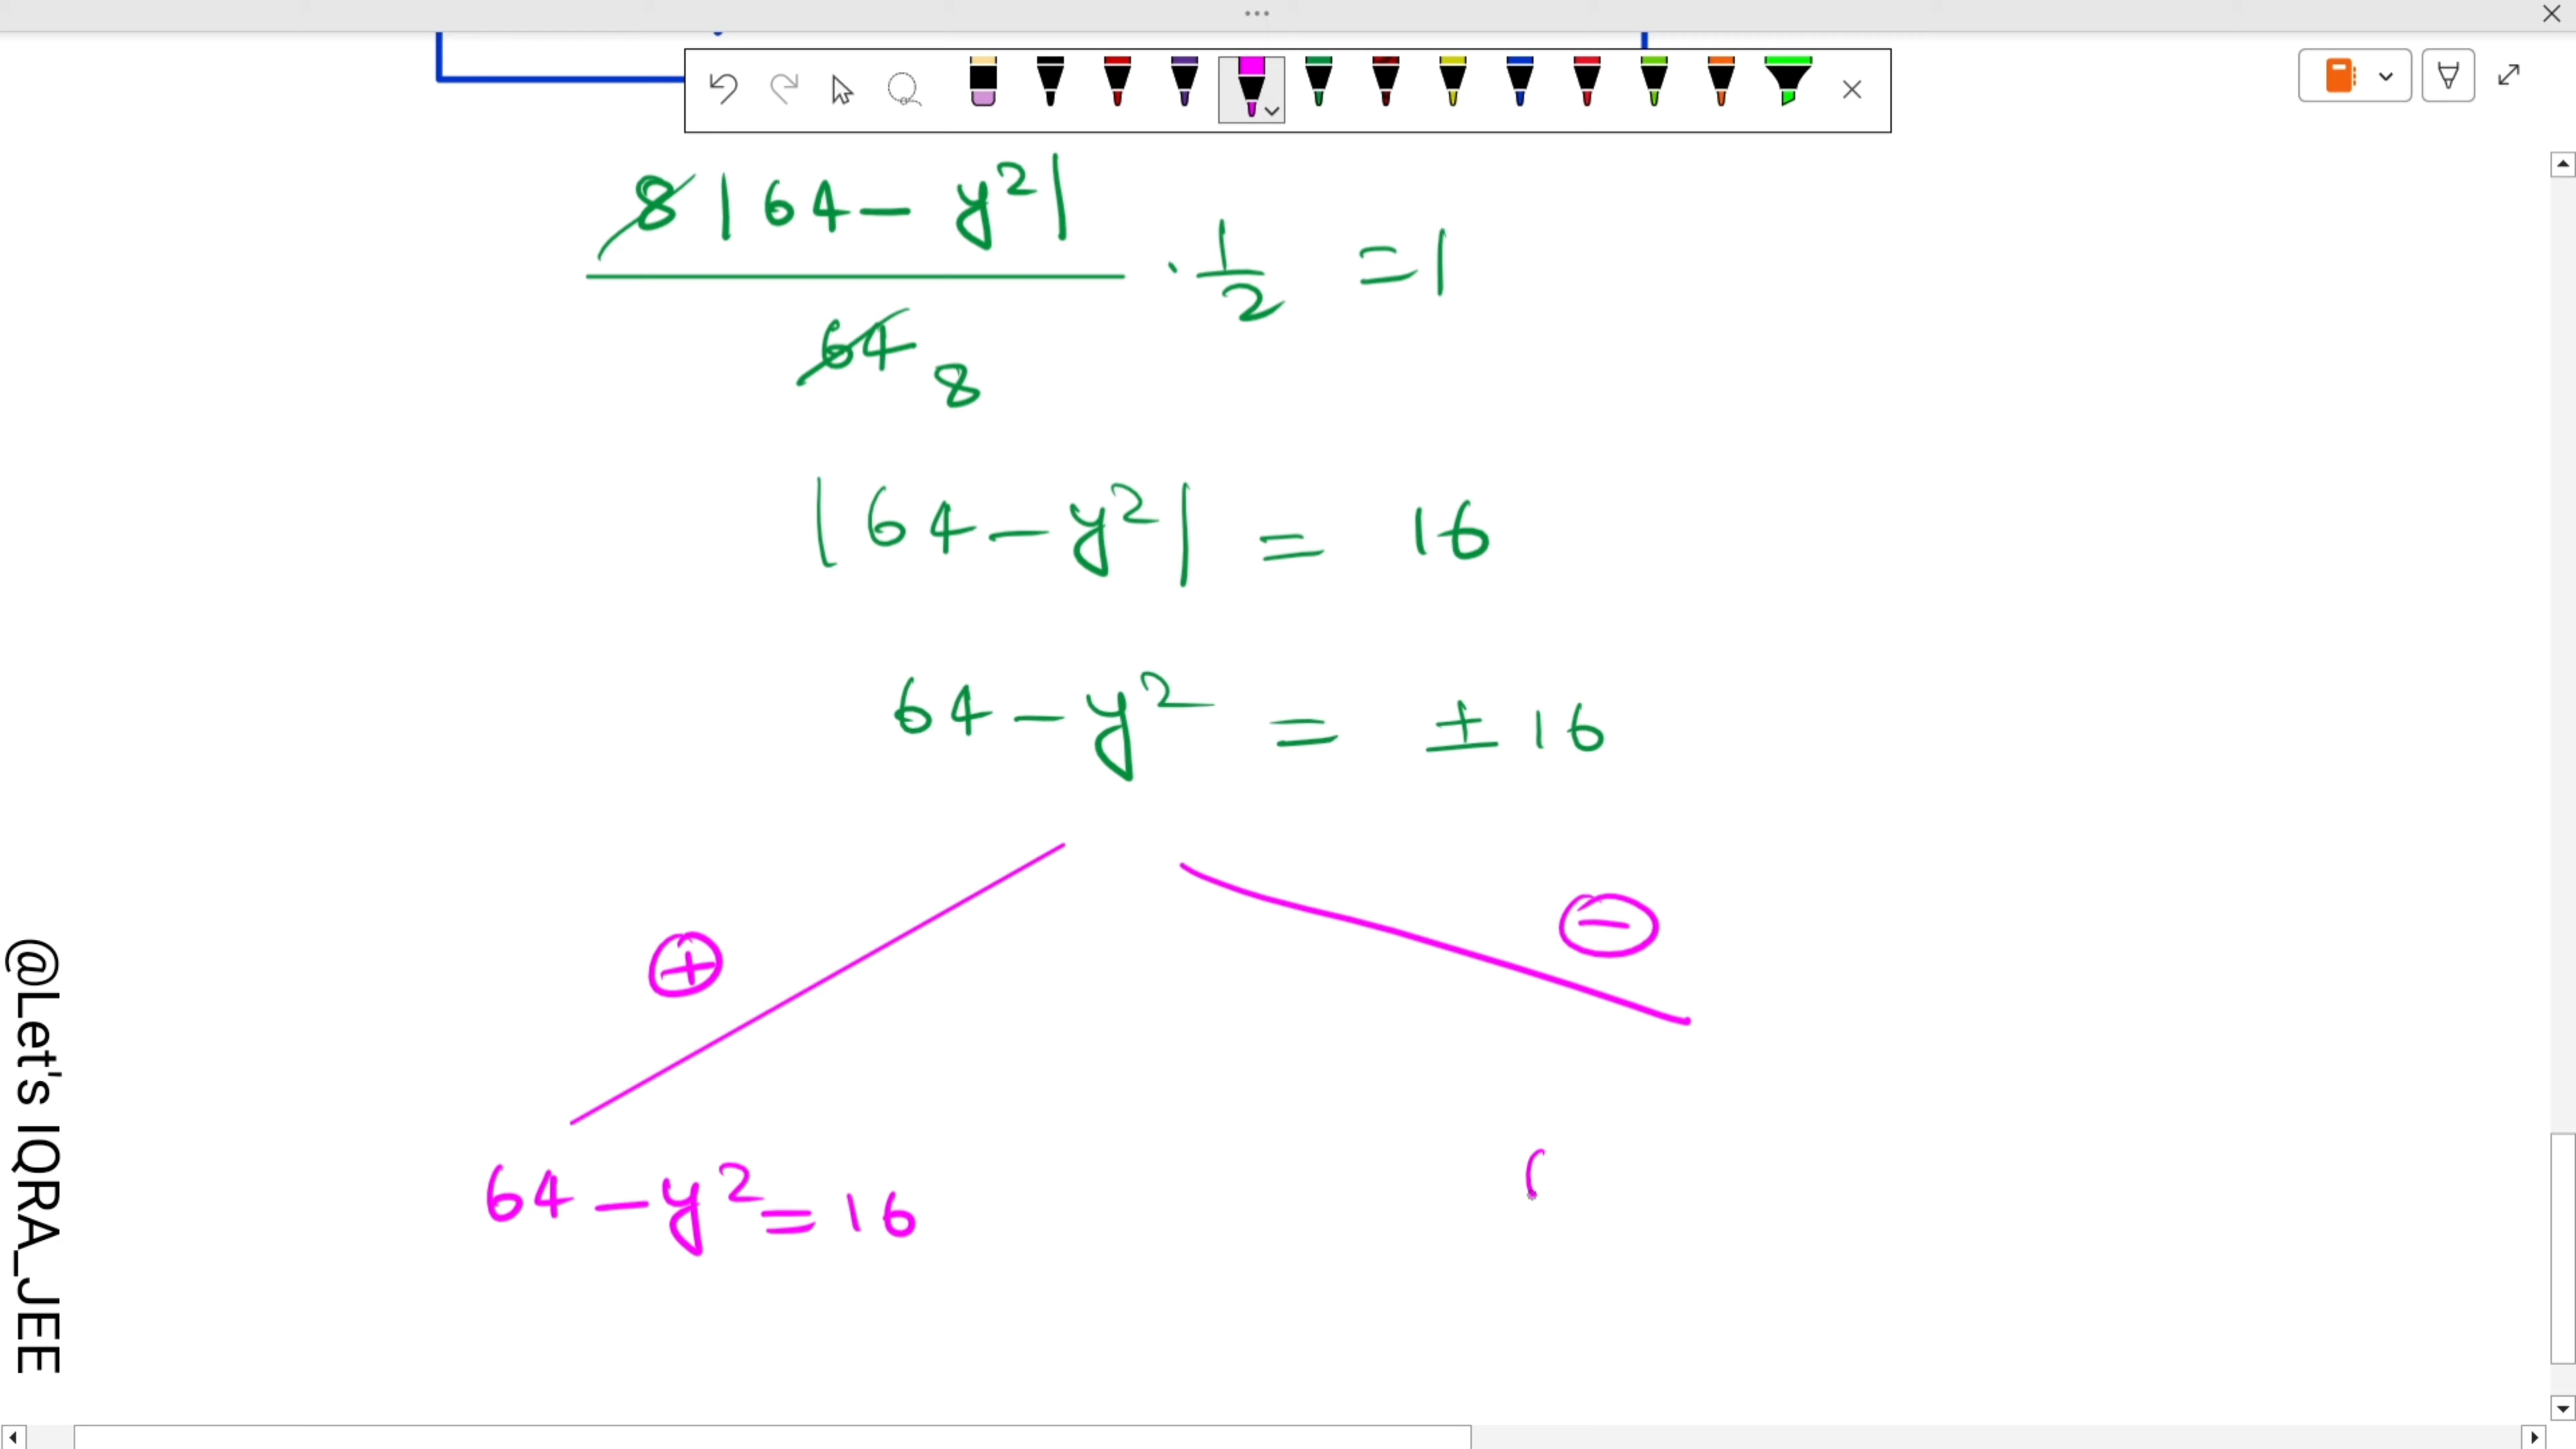 8 |64 - y²|
64 8
· 1/2 = 1
|64 - y²| = 16
64 - y² = ± 16
+
−
64 - y² = 16
@Let's IQRA_JEE